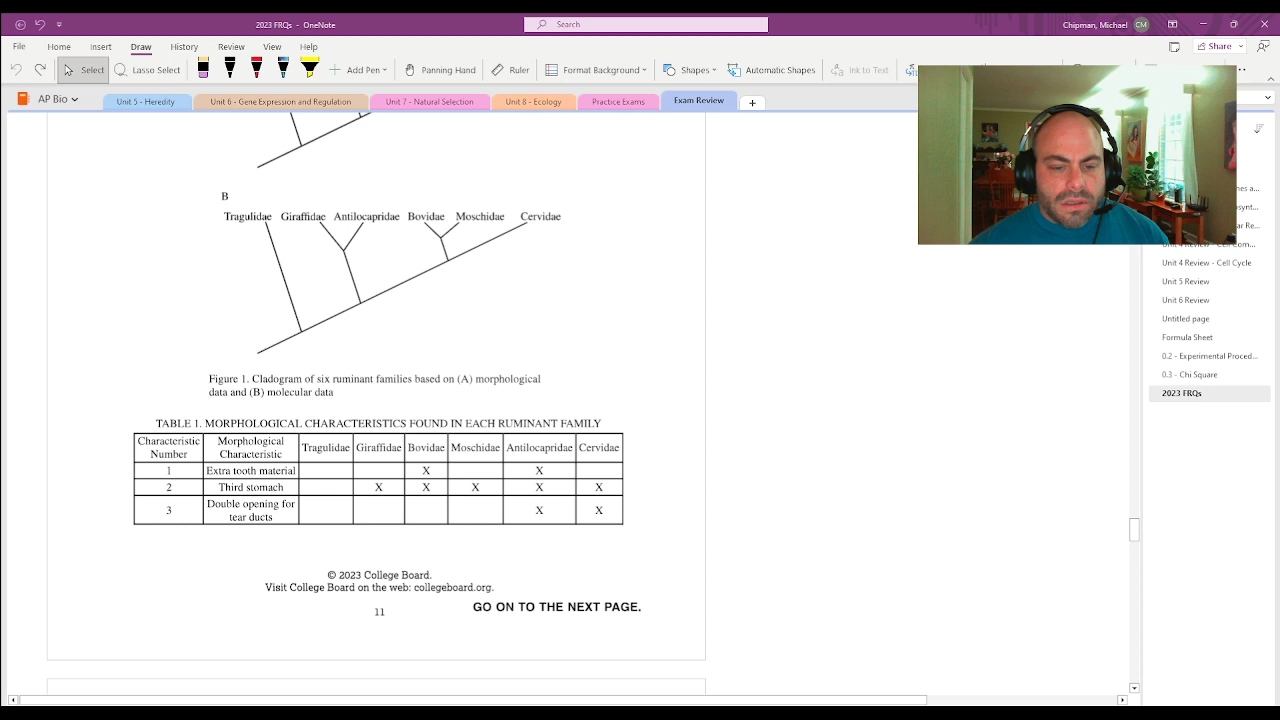 2023 FRQs - OneNote
Search
Chipman, Michael
CM
File Home Insert Draw History Review View Help
Share
Select Lasso Select Add Pen Panning Hand Ruler Format Background Shapes Automatic Shapes Ink to Text
AP Bio Unit 5 - Heredity Unit 6 - Gene Expression and Regulation Unit 7 - Natural Selection Unit 8 - Ecology Practice Exams Exam Review +
B
Tragulidae Giraffidae Antilocapridae Bovidae Moschidae Cervidae
Figure 1. Cladogram of six ruminant families based on (A) morphological
data and (B) molecular data
TABLE 1. MORPHOLOGICAL CHARACTERISTICS FOUND IN EACH RUMINANT FAMILY
Characteristic Number Morphological Characteristic Tragulidae Giraffidae Bovidae Moschidae Antilocapridae Cervidae
1 Extra tooth material X X
2 Third stomach X X X X X
3 Double opening for tear ducts X X
© 2023 College Board.
Visit College Board on the web: collegeboard.org.
11
GO ON TO THE NEXT PAGE.
Unit 4 Review - Cell Cycle
Unit 5 Review
Unit 6 Review
Untitled page
Formula Sheet
0.2 - Experimental Proced...
0.3 - Chi Square
2023 FRQs